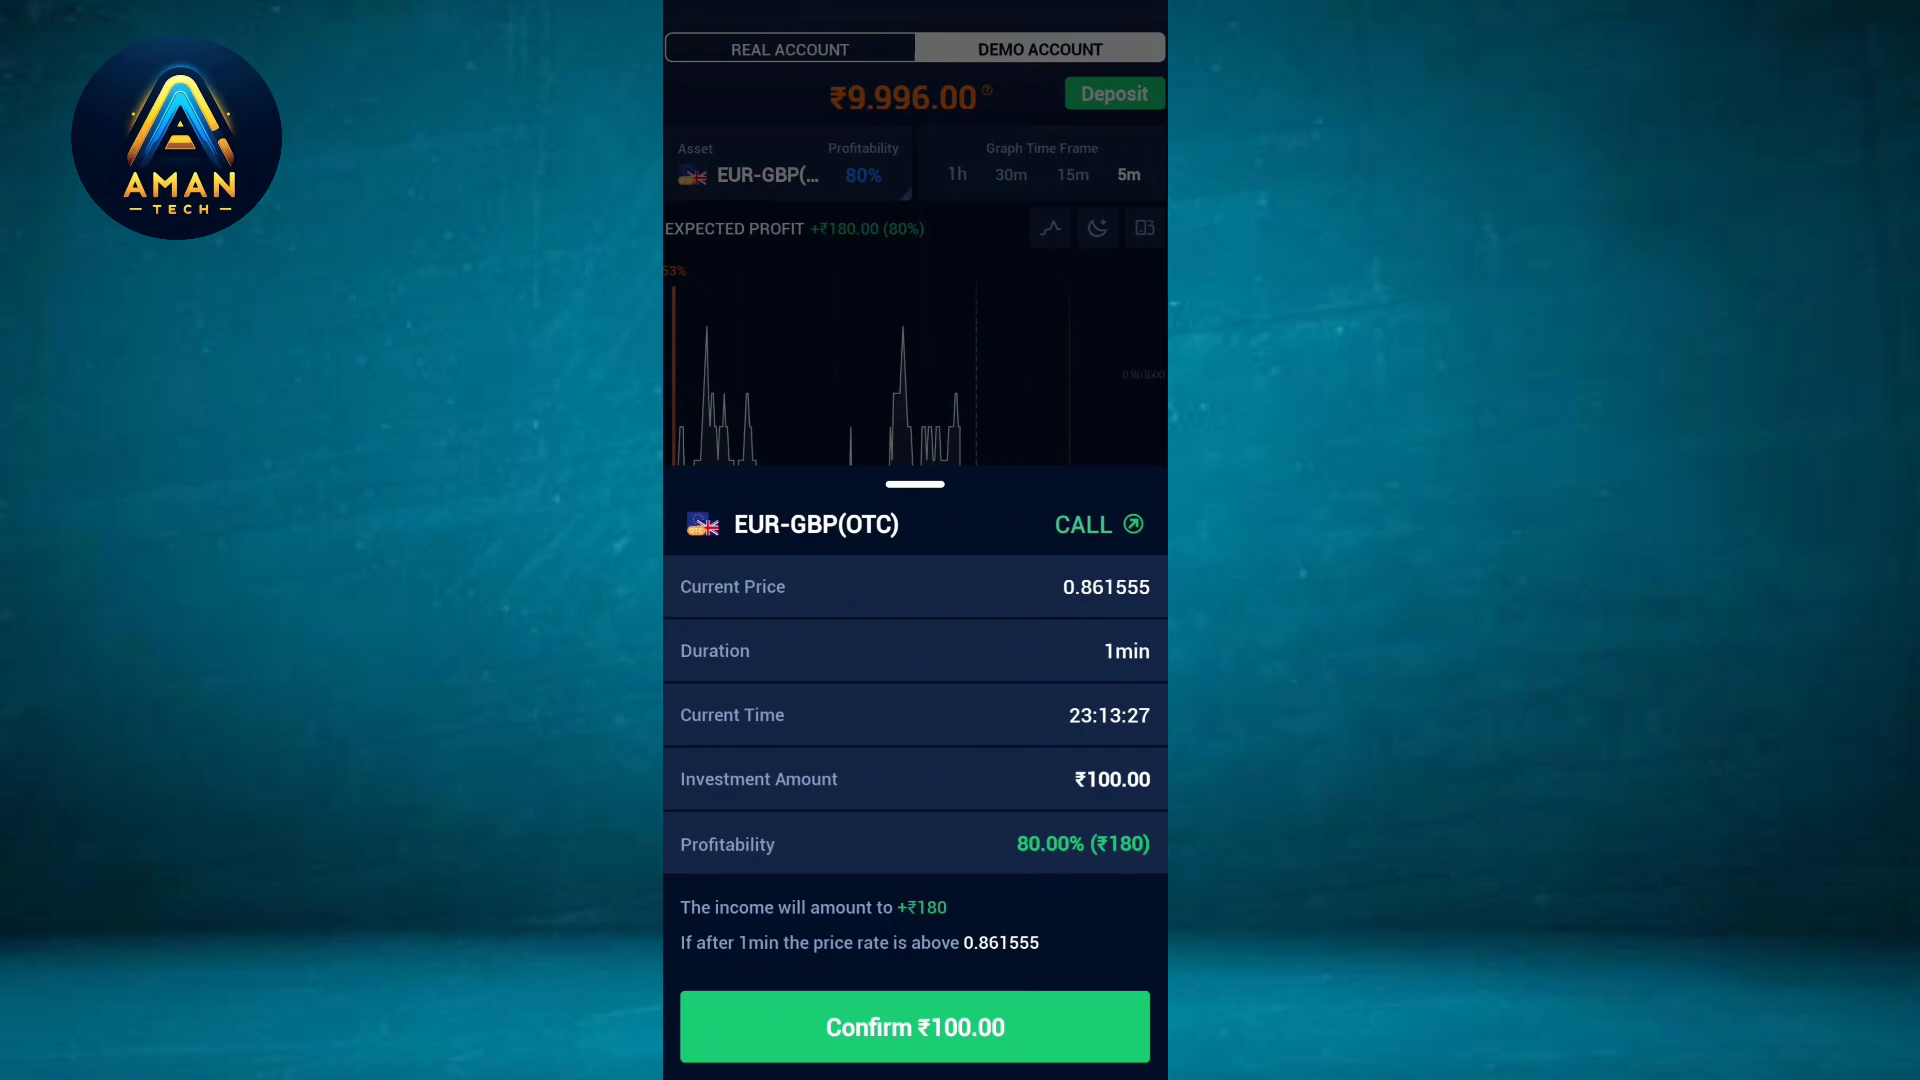 AMAN
TECH
REAL ACCOUNT
DEMO ACCOUNT
₹9,996.00
Deposit
Asset
Profitability
EUR-GBP(...
80%
Graph Time Frame
1h 30m 15m 5m
EXPECTED PROFIT +₹180.00 (80%)
53%
EUR-GBP(OTC)
CALL
Current Price
0.861555
Duration
1min
Current Time
23:13:27
Investment Amount
₹100.00
Profitability
80.00% (₹180)
The income will amount to +₹180
If after 1min the price rate is above 0.861555
Confirm ₹100.00